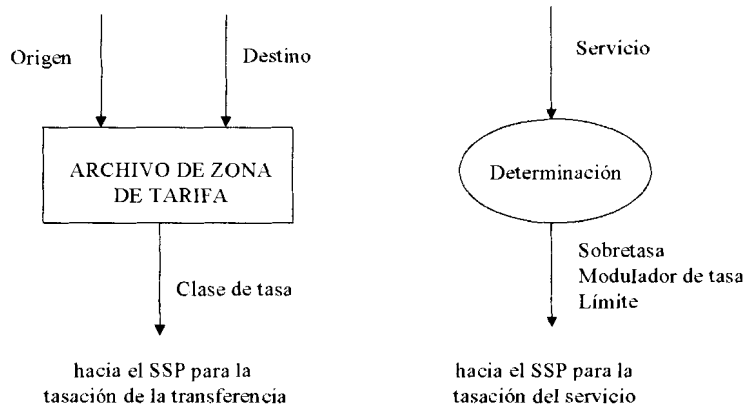 Origen
Destino
ARCHIVO DE ZONA
DE TARIFA
Clase de tasa
hacia el SSP para la
tasación de la transferencia
Servicio
Determinación
Sobretasa
Modulador de tasa
Límite
hacia el SSP para la
tasación del servicio